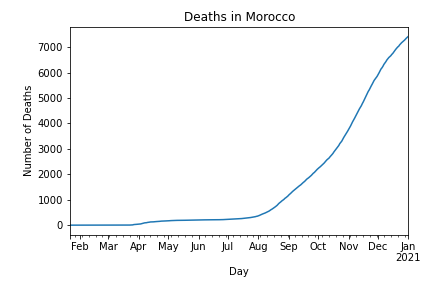 Deaths in Morocco
Number of Deaths
7000
6000
5000
4000
3000
2000
1000
0
Feb Mar Apr May Jun Jul Aug Sep Oct Nov Dec Jan
2021
Day